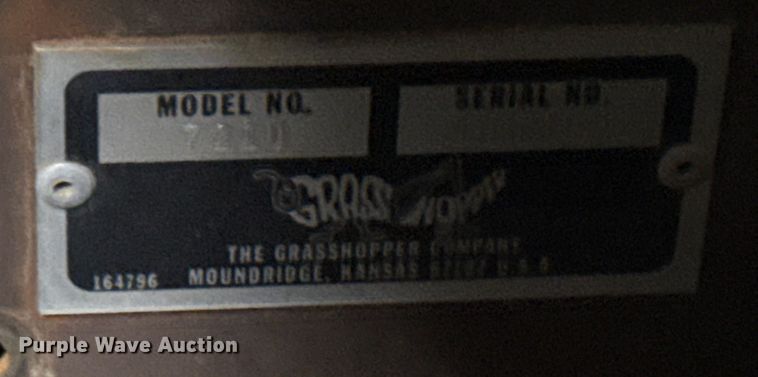 MODEL NO.
SERIAL NO.
GRASSHOPPER
THE GRASSHOPPER COMPANY
MOUNDRIDGE, KANSAS U.S.A
164796
Purple Wave Auction